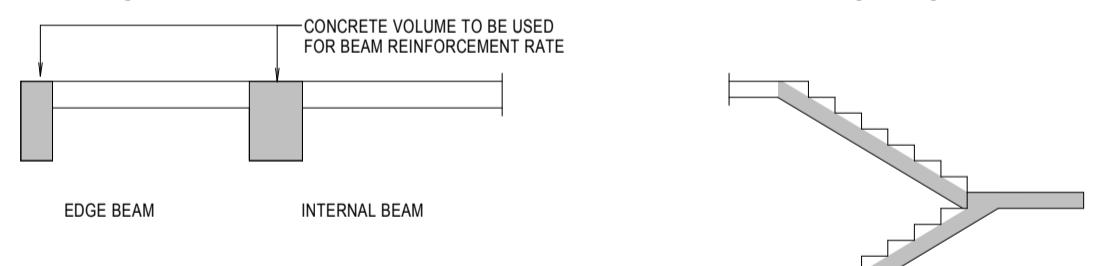 CONCRETE VOLUME TO BE USED
FOR BEAM REINFORCEMENT RATE
EDGE BEAM
INTERNAL BEAM